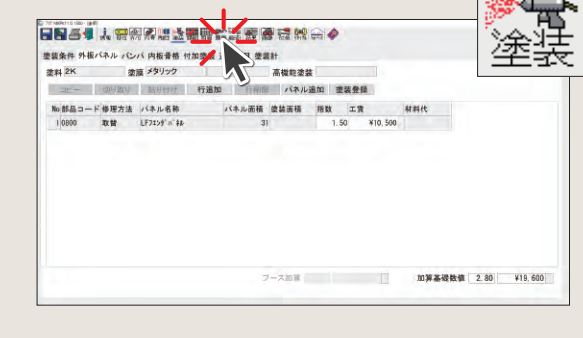 塗装
塗装条件 外板パネル バンパ 内板骨格 付加塗装 塗装計
塗料 2K 塗膜 メタリック 高機能塗装
コピー 切り取り 貼り付け 行追加 行削除 パネル追加 塗装登録
No 部品コード 修理方法 パネル名称 パネル面積 塗装面積 指数 工賃 材料代
1 0800 取替 LFフェンダパネル 31 1.50 ¥10,500
ブース加算 加算基礎数値 2.80 ¥19,600